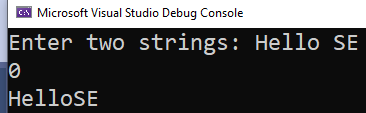 Microsoft Visual Studio Debug Console
Enter two strings: Hello SE
0
HelloSE